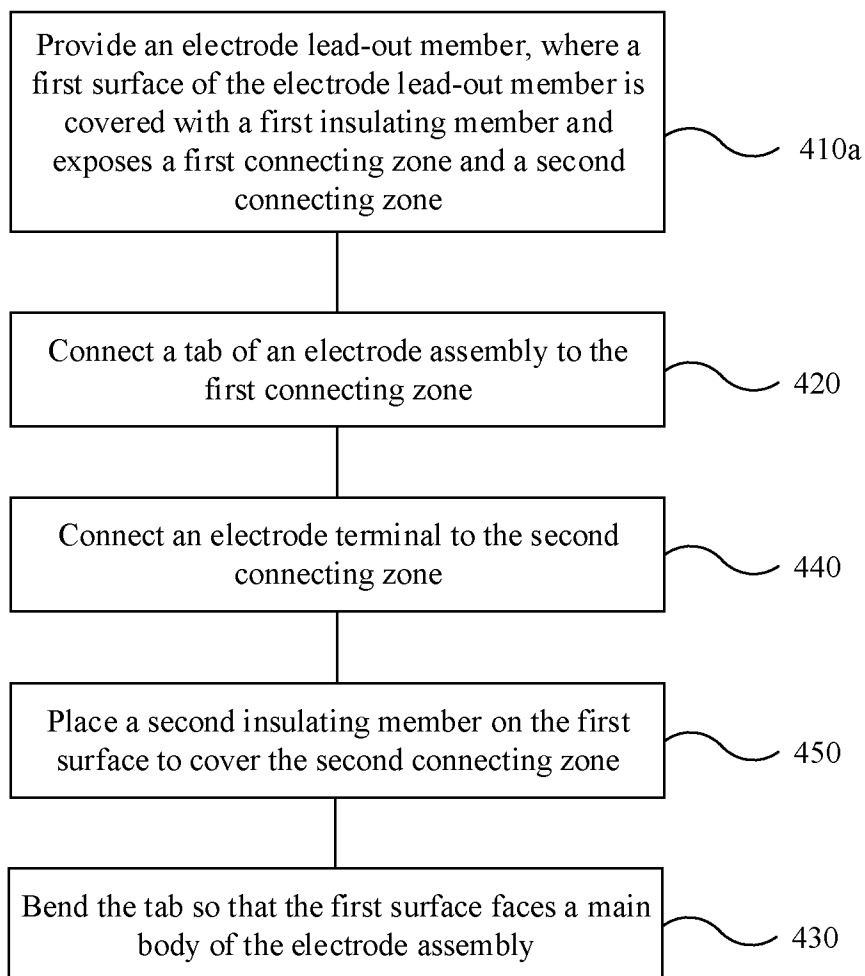 Provide an electrode lead-out member, where a
first surface of the electrode lead-out member is
covered with a first insulating member and
exposes a first connecting zone and a second
connecting zone
410a
Connect a tab of an electrode assembly to the
first connecting zone
420
Connect an electrode terminal to the second
connecting zone
440
Place a second insulating member on the first
surface to cover the second connecting zone
450
Bend the tab so that the first surface faces a main
body of the electrode assembly
430